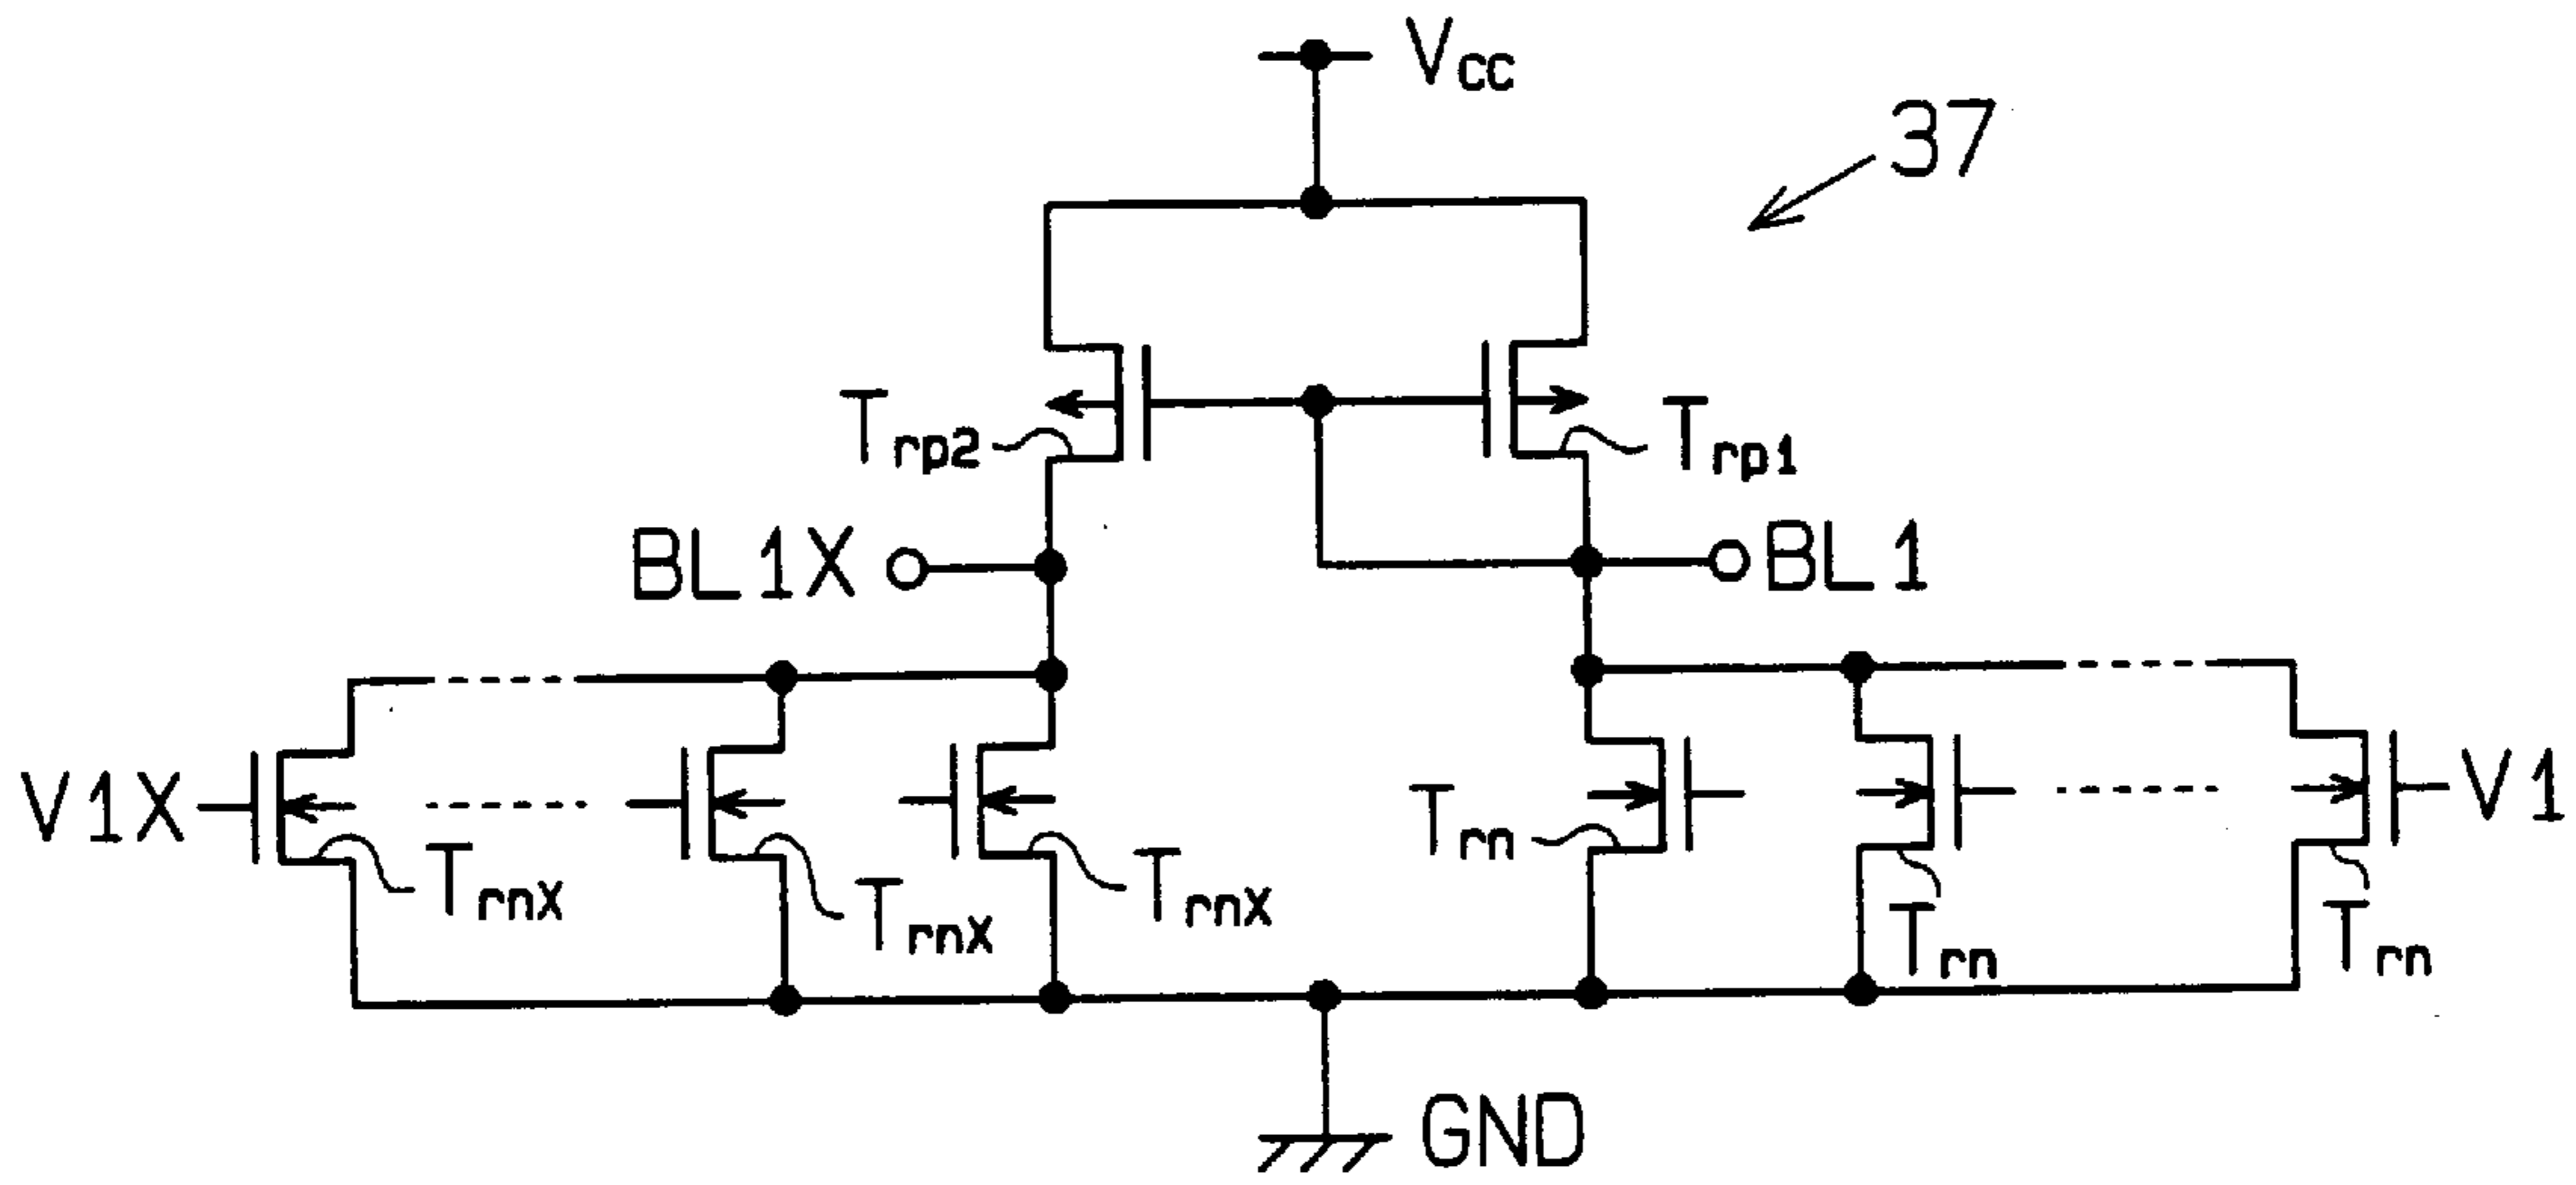 Vcc
37
Trp2
Trp1
BL1X
BL1
V1X
TrnX
TrnX
TrnX
Trn
Trn
Trn
V1
GND